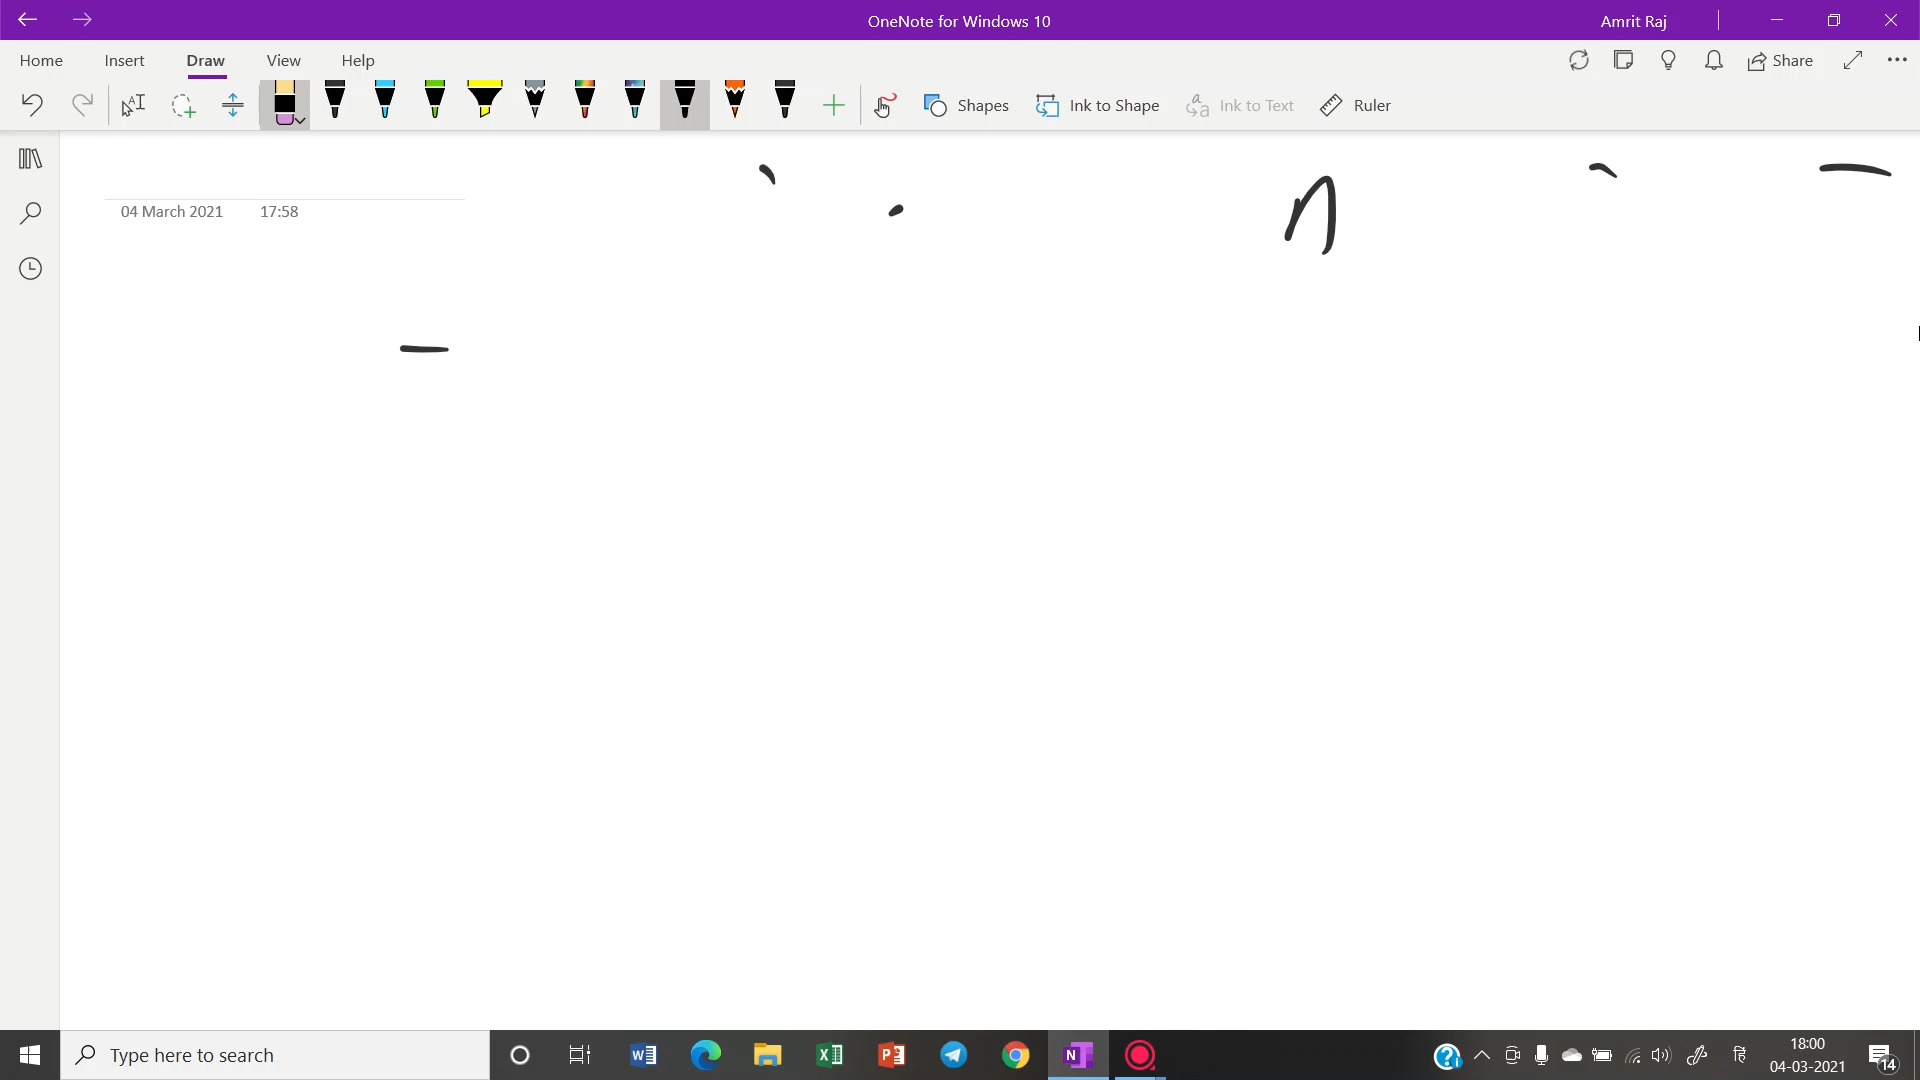 OneNote for Windows 10
Amrit Raj
Home Insert Draw View Help
Share
Shapes Ink to Shape Ink to Text Ruler
04 March 2021 17:58
n
Type here to search
हिं
18:00
04-03-2021
14